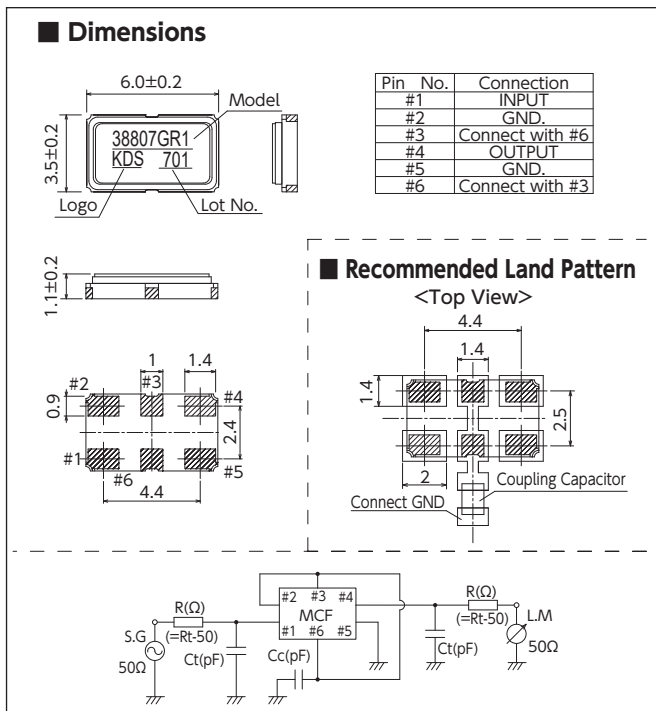 ■ Dimensions
6.0±0.2
Model
3.5±0.2
38807GR1
KDS 701
Logo
Lot No.
Pin No. Connection
#1 INPUT
#2 GND.
#3 Connect with #6
#4 OUTPUT
#5 GND.
#6 Connect with #3
1.1±0.2
■ Recommended Land Pattern
<Top View>
4.4
1.4
1.4
2.5
2
Coupling Capacitor
Connect GND
1
1.4
#2
#3
#4
0.9
2.4
#1
#6
#5
4.4
R(Ω)
(=Rt-50)
S.G
50Ω
Ct(pF)
Cc(pF)
#2 #3 #4
MCF
#1 #6 #5
R(Ω)
(=Rt-50)
L.M
50Ω
Ct(pF)